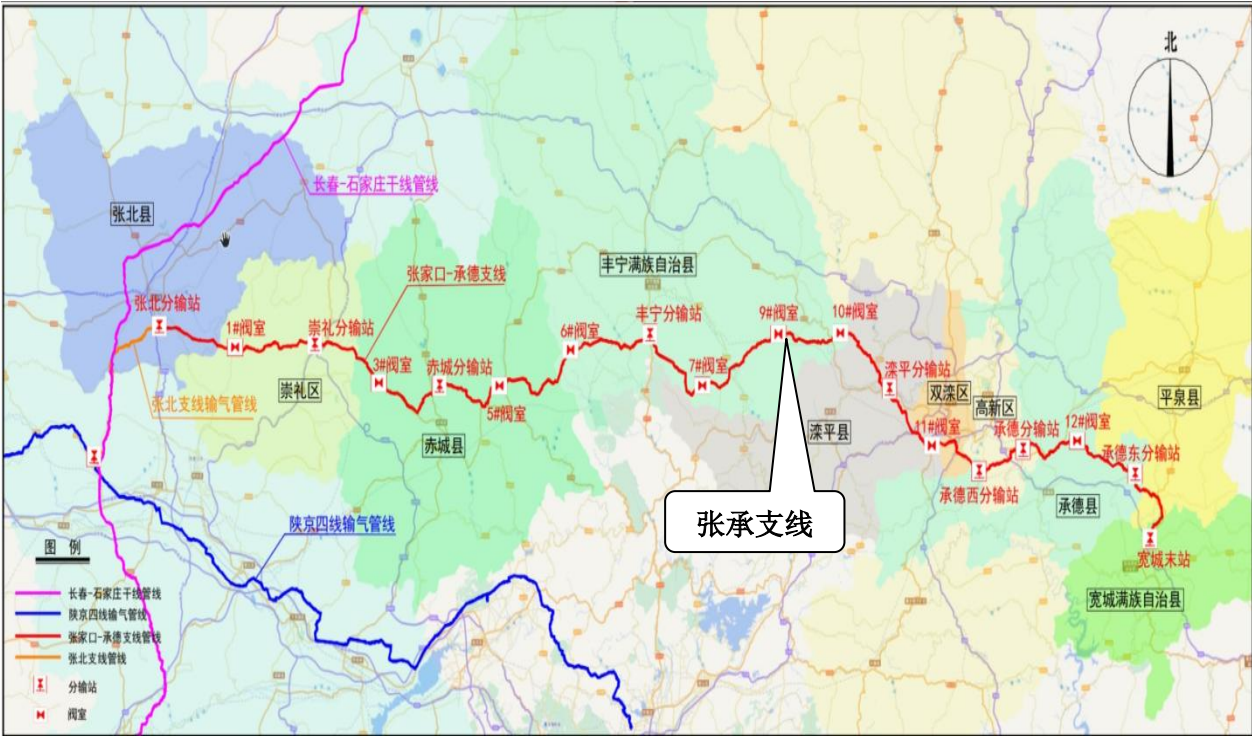 北
长春-石家庄干线管线
张北县
张家口-承德支线
丰宁满族自治县
张北分输站
1#阀室
崇礼分输站
3#阀室
赤城分输站
5#阀室
6#阀室
丰宁分输站
7#阀室
9#阀室
10#阀室
滦平分输站
双滦区
高新区
11#阀室
承德西分输站
承德分输站
12#阀室
承德东分输站
平泉县
崇礼区
张北支线输气管线
赤城县
滦平县
承德县
张承支线
陕京四线输气管线
宽城末站
宽城满族自治县
图 例
长春-石家庄干线管线
陕京四线输气管线
张家口-承德支线管线
张北支线管线
分输站
阀室